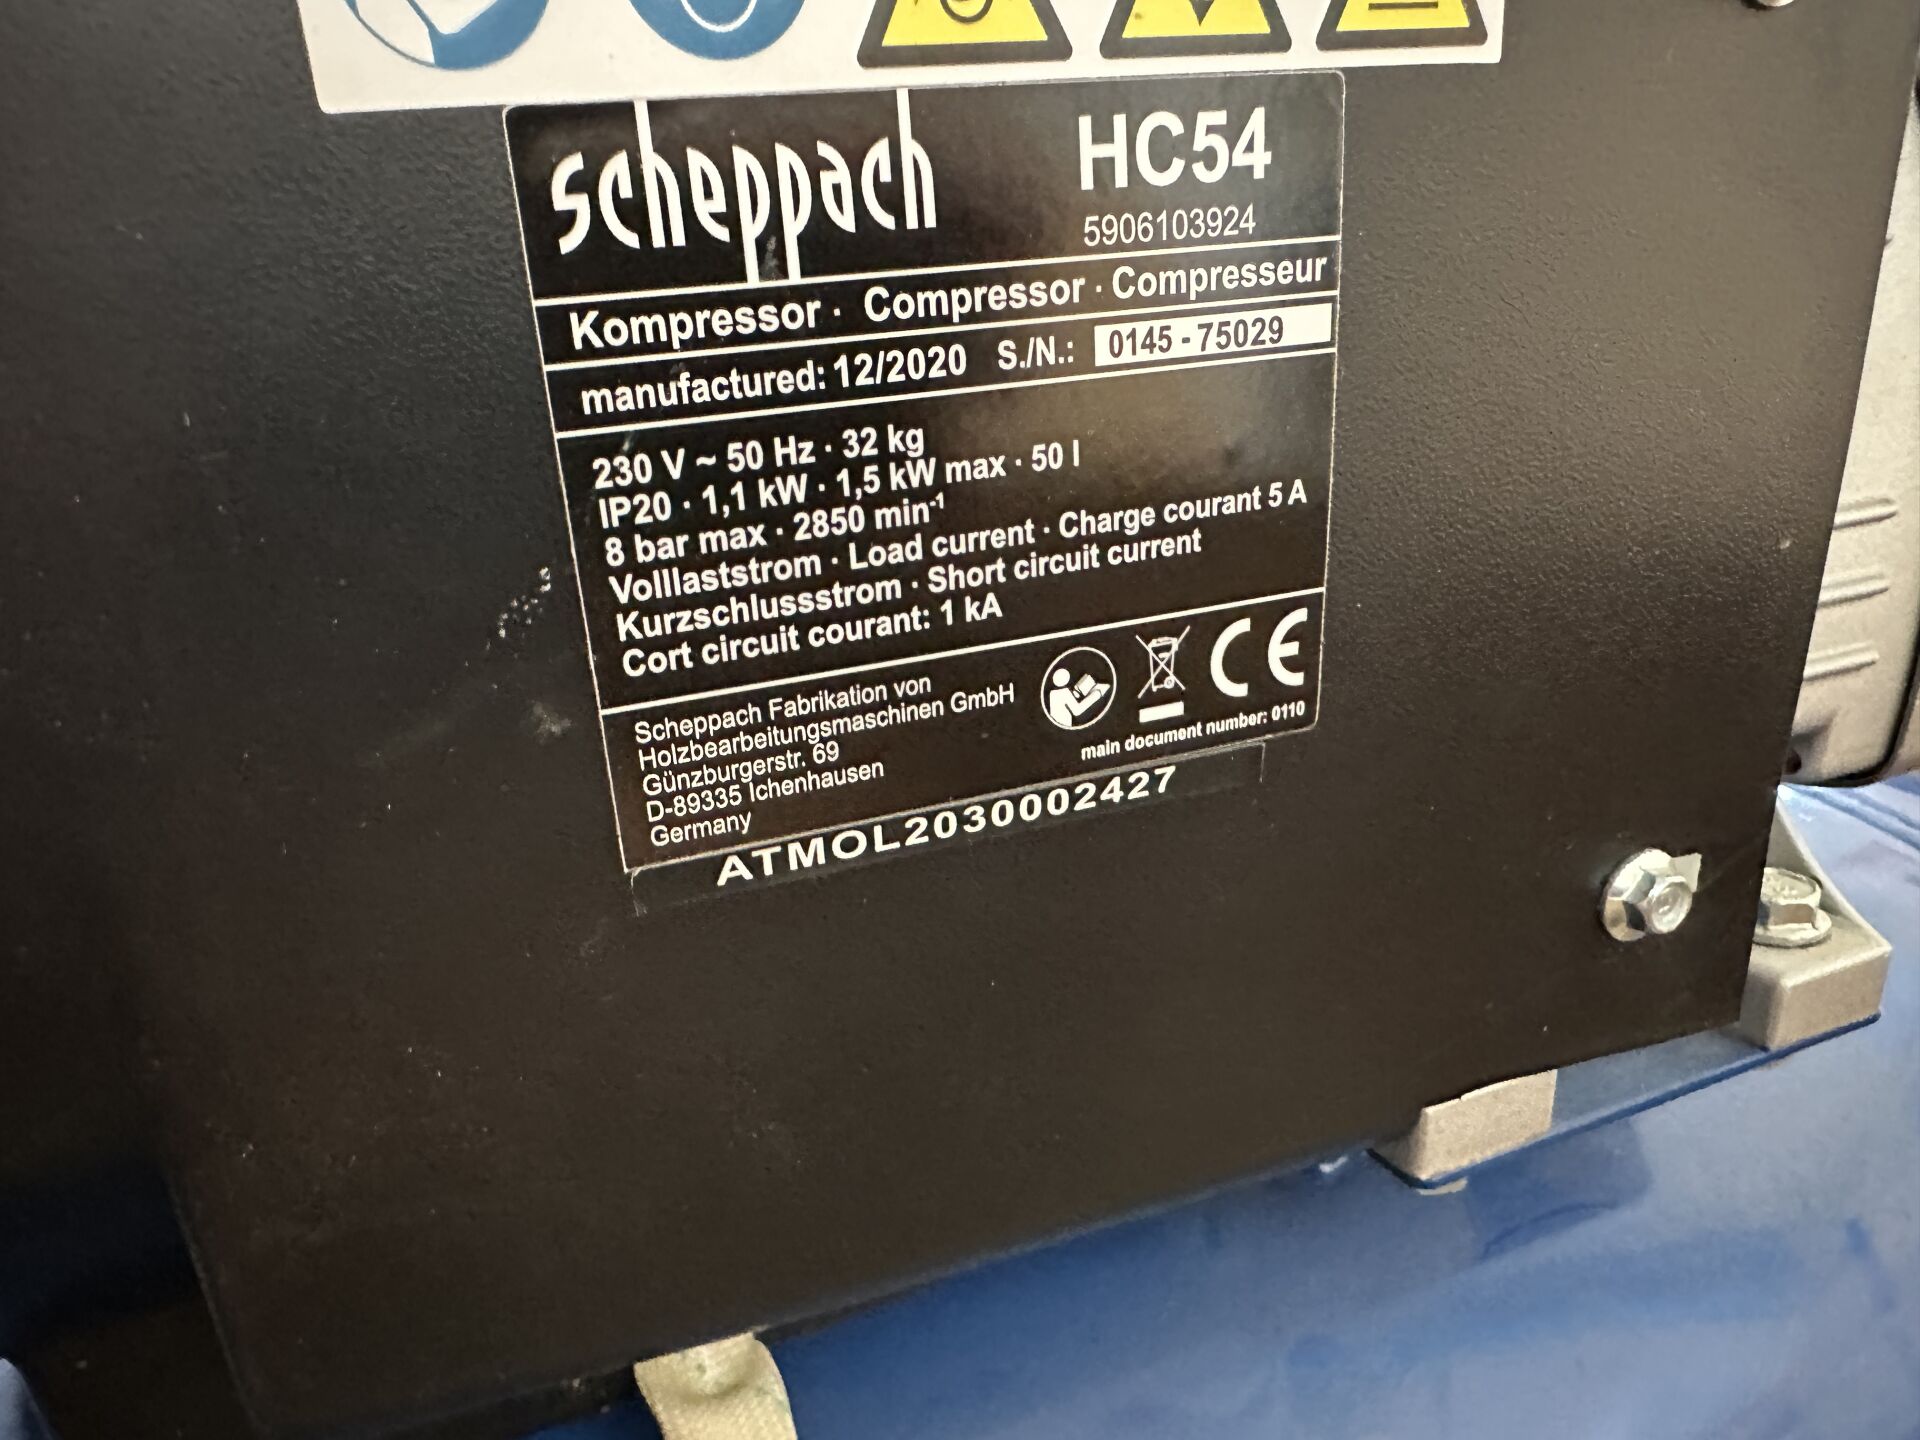 scheppach
HC54
5906103924
Kompressor · Compressor · Compresseur
manufactured: 12/2020 S./N.: 0145 - 75029
230 V ~ 50 Hz · 32 kg
IP20 · 1,1 kW · 1,5 kW max · 50 l
8 bar max · 2850 min⁻¹
Volllaststrom · Load current · Charge courant 5 A
Kurzschlussstrom · Short circuit current
Cort circuit courant: 1 kA
Scheppach Fabrikation von
Holzbearbeitungsmaschinen GmbH
Günzburgerstr. 69
D-89335 Ichenhausen
Germany
CE
main document number: 0110
ATMOL2030002427